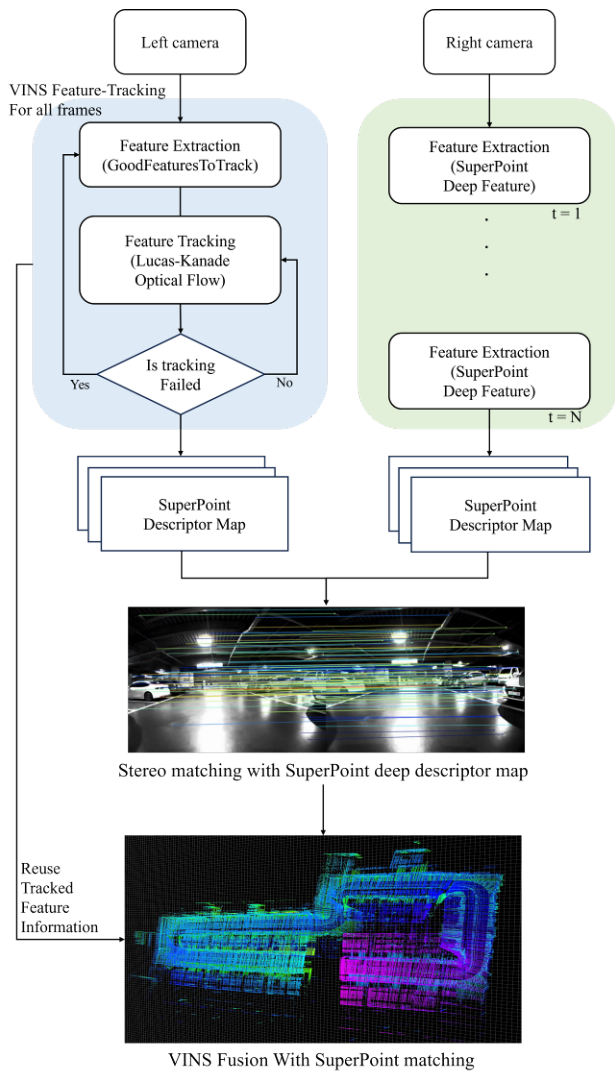 Left camera
Right camera
VINS Feature-Tracking
For all frames
Feature Extraction
(GoodFeaturesToTrack)
Feature Tracking
(Lucas-Kanade
Optical Flow)
Is tracking
Failed
Yes
No
Feature Extraction
(SuperPoint
Deep Feature)
t = 1
Feature Extraction
(SuperPoint
Deep Feature)
t = N
SuperPoint
Descriptor Map
SuperPoint
Descriptor Map
Stereo matching with SuperPoint deep descriptor map
Reuse
Tracked
Feature
Information
VINS Fusion With SuperPoint matching